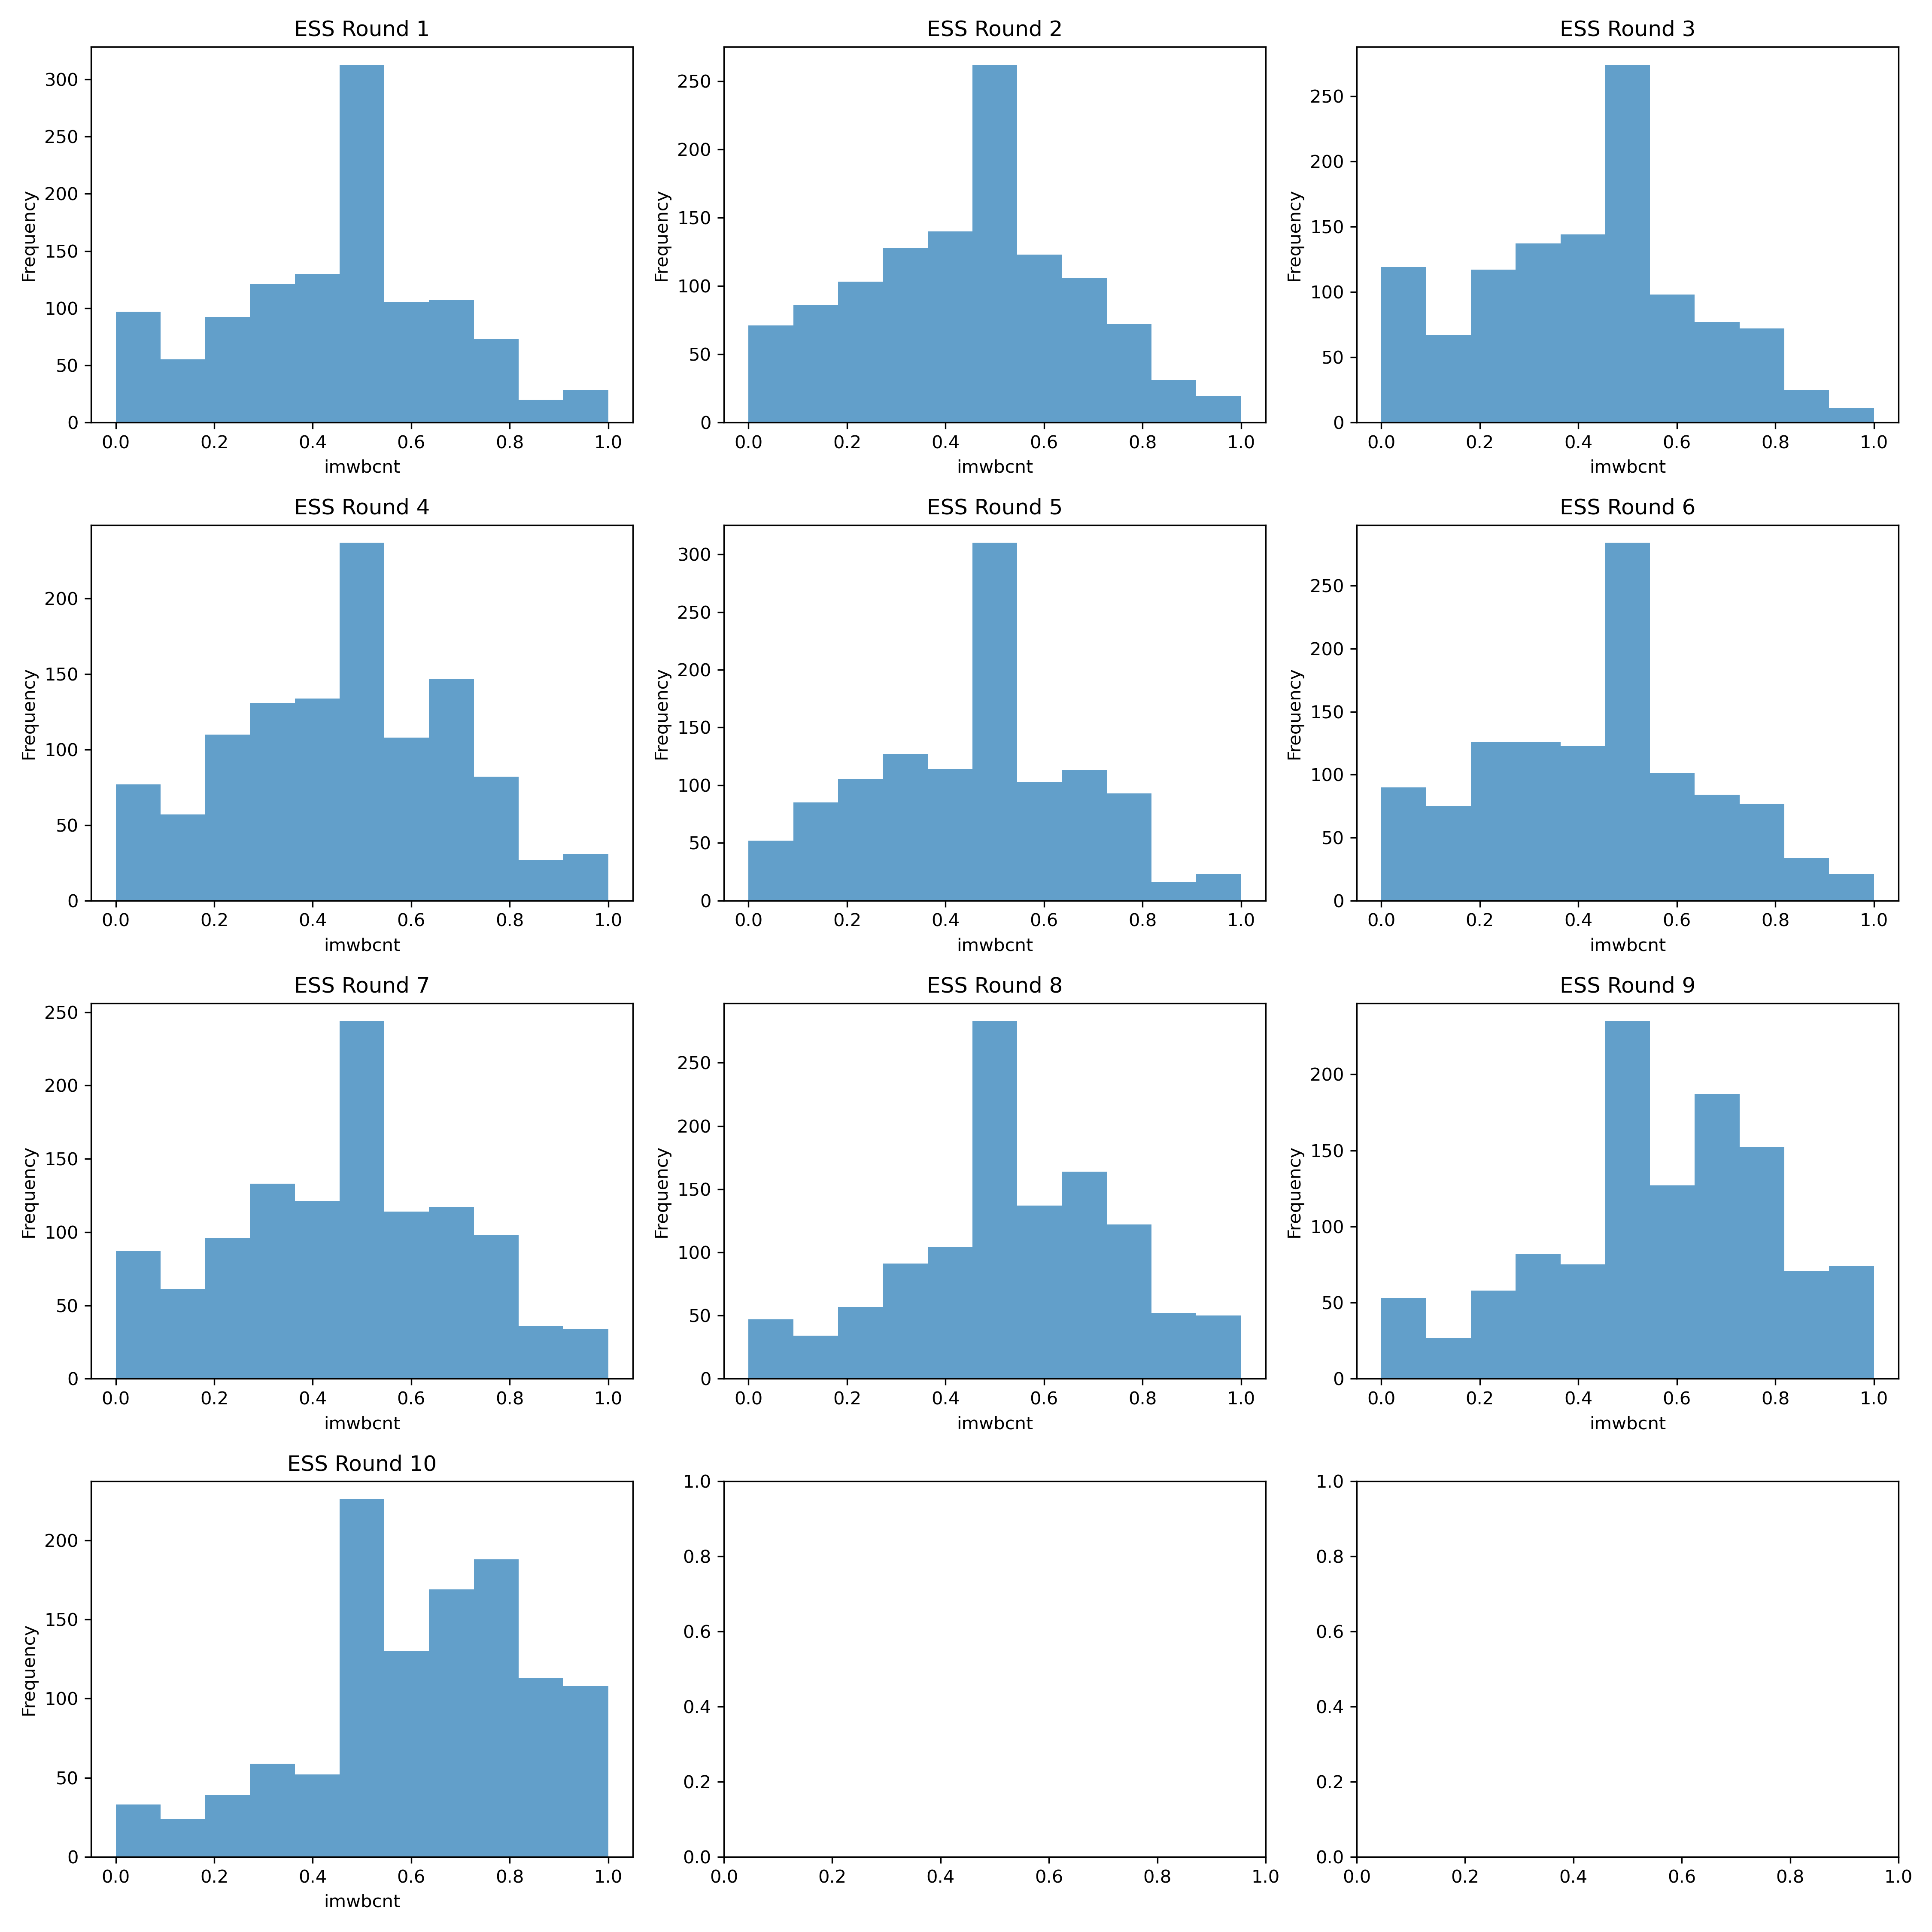 ESS Round 1 ESS Round 2 ESS Round 3
300 250 250
250 200 200
200 150 150
150 100 100
100 50 50
50 0 0
0
Frequency Frequency Frequency
0.0 0.2 0.4 0.6 0.8 1.0 0.0 0.2 0.4 0.6 0.8 1.0 0.0 0.2 0.4 0.6 0.8 1.0
imwbcnt imwbcnt imwbcnt
ESS Round 4 ESS Round 5 ESS Round 6
200 300 250
150 250 200
100 200 150
50 150 100
0 100 50
50 0
0
Frequency Frequency Frequency
0.0 0.2 0.4 0.6 0.8 1.0 0.0 0.2 0.4 0.6 0.8 1.0 0.0 0.2 0.4 0.6 0.8 1.0
imwbcnt imwbcnt imwbcnt
ESS Round 7 ESS Round 8 ESS Round 9
250 250 200
200 200 150
150 150 100
100 100 50
50 50 0
0 0
Frequency Frequency Frequency
0.0 0.2 0.4 0.6 0.8 1.0 0.0 0.2 0.4 0.6 0.8 1.0 0.0 0.2 0.4 0.6 0.8 1.0
imwbcnt imwbcnt imwbcnt
ESS Round 10
200 1.0 1.0
150 0.8 0.8
100 0.6 0.6
50 0.4 0.4
0 0.2 0.2
0.0 0.0
Frequency
0.0 0.2 0.4 0.6 0.8 1.0 0.0 0.2 0.4 0.6 0.8 1.0 0.0 0.2 0.4 0.6 0.8 1.0
imwbcnt